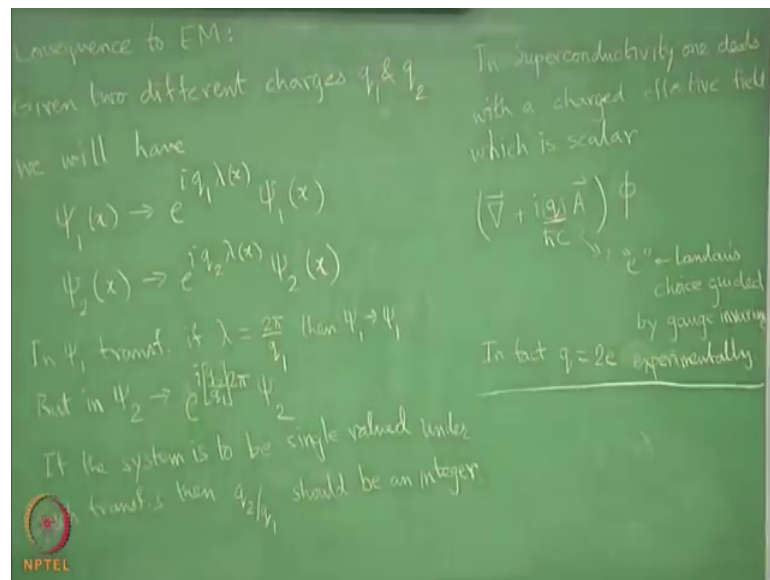 Consequence to EM:
Given two different charges q₁ & q₂
we will have
Ψ₁(x) → e^{iq₁λ(x)} Ψ₁(x)
Ψ₂(x) → e^{iq₂λ(x)} Ψ₂(x)
In Ψ₁ transf. if λ = 2π/q₁ then Ψ₁→Ψ₁
But in Ψ₂ → e^{i[q₂/q₁]2π} Ψ₂
If the system is to be single valued under
transf.s then q₂/q₁ should be an integer.
In Superconductivity one deals
with a charged effective field
which is scalar
(∇⃗ + i(q)/ħc A⃗) ϕ
"e" - Landau's
choice guided
by gauge
In fact q = 2e experimentally.
NPTEL